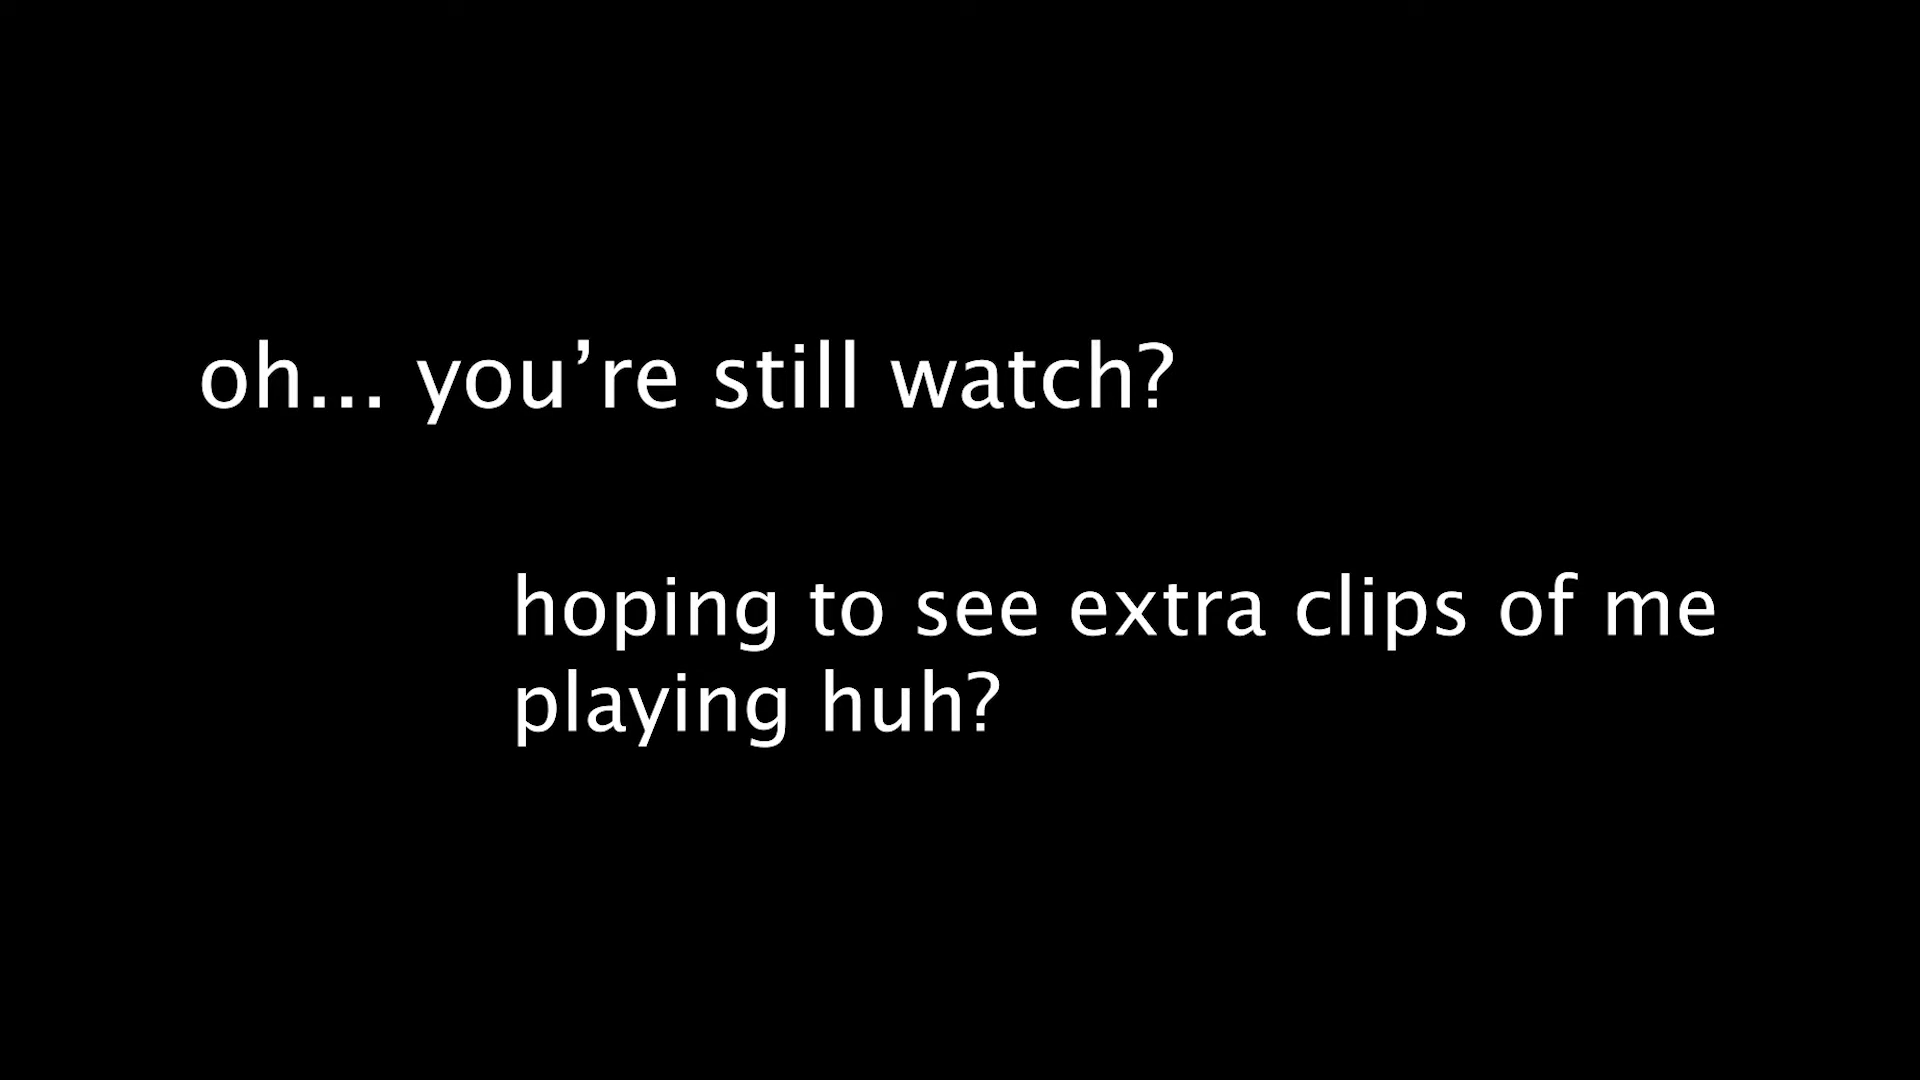 oh... you’re still watch?
hoping to see extra clips of me
playing huh?